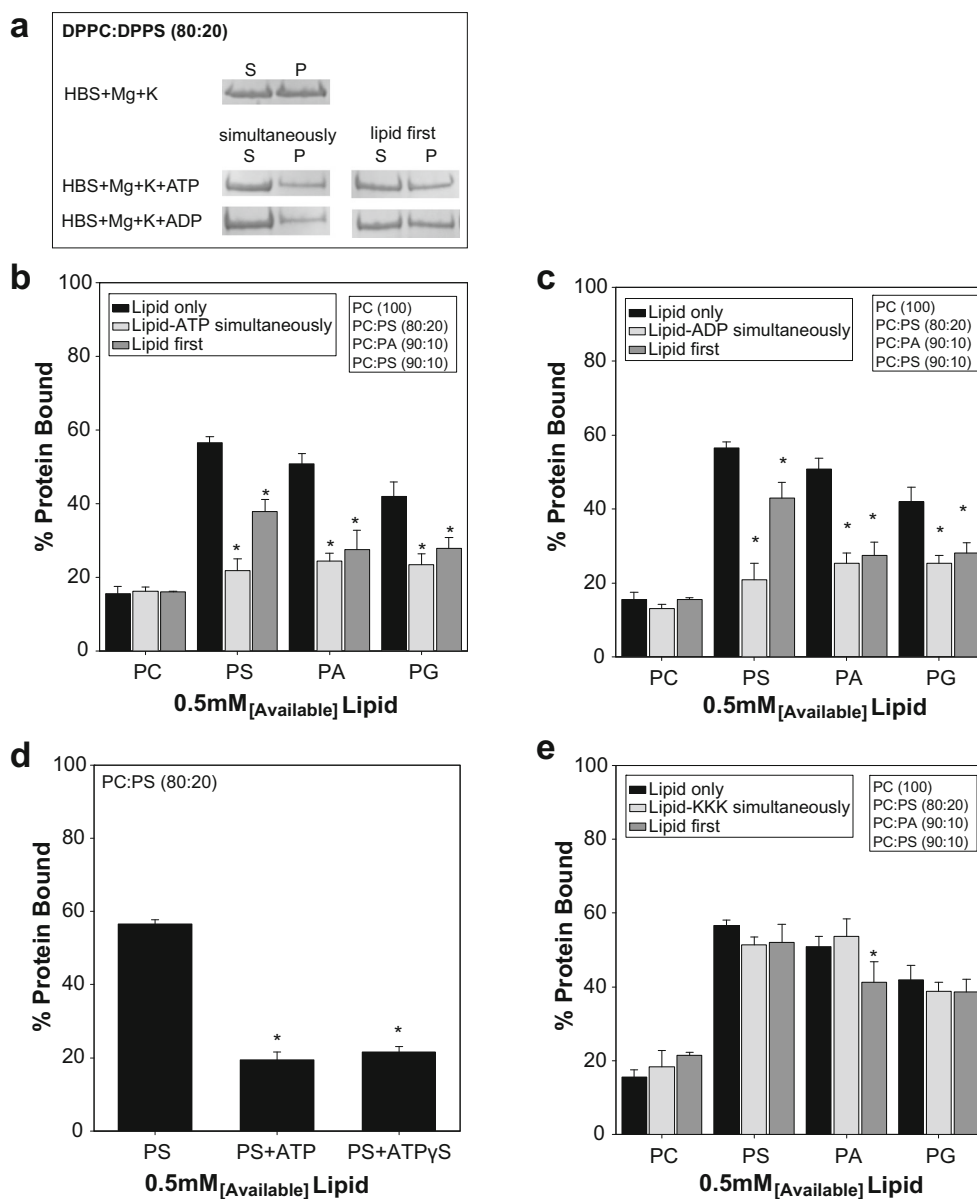 a
DPPC:DPPS (80:20)
S P
HBS+Mg+K
simultaneously lipid first
S P S P
HBS+Mg+K+ATP
HBS+Mg+K+ADP
b
% Protein Bound
100
80
60
40
20
0
Lipid only
Lipid-ATP simultaneously
Lipid first
PC (100)
PC:PS (80:20)
PC:PA (90:10)
PC:PS (90:10)
* * * * * *
PC PS PA PG
0.5mM[Available] Lipid
c
% Protein Bound
100
80
60
40
20
0
Lipid only
Lipid-ADP simultaneously
Lipid first
PC (100)
PC:PS (80:20)
PC:PA (90:10)
PC:PS (90:10)
* * * * * *
PC PS PA PG
0.5mM[Available] Lipid
d
% Protein Bound
100
80
60
40
20
0
PC:PS (80:20)
* *
PS PS+ATP PS+ATPγS
0.5mM[Available] Lipid
e
% Protein Bound
100
80
60
40
20
0
Lipid only
Lipid-KKK simultaneously
Lipid first
PC (100)
PC:PS (80:20)
PC:PA (90:10)
PC:PS (90:10)
*
PC PS PA PG
0.5mM[Available] Lipid